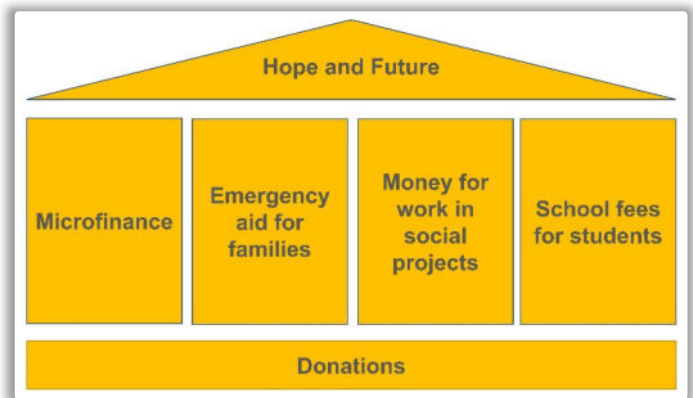 Hope and Future
Microfinance
Emergency
aid for
families
Money for
work in
social
projects
School fees
for students
Donations